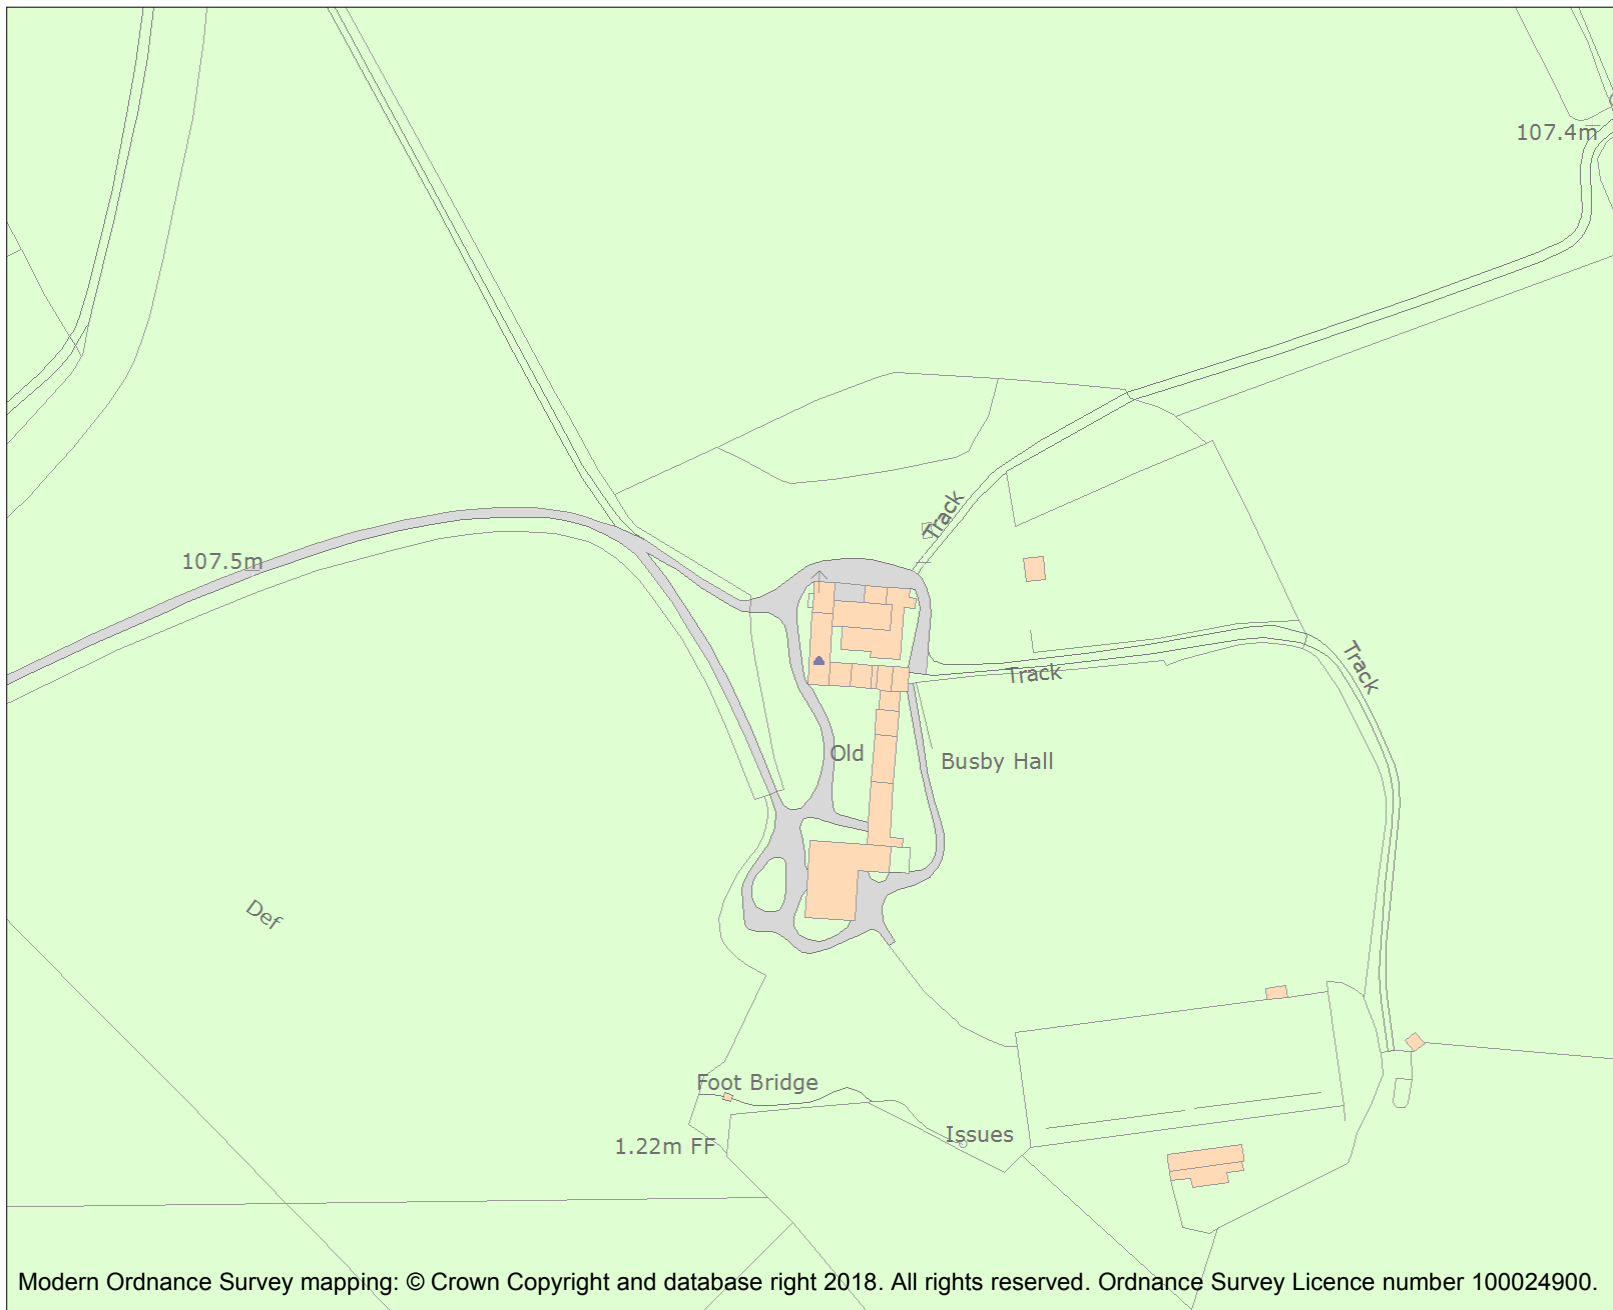 107.4m
Track
107.5m
Track
Track
Old
Busby Hall
Def
Foot Bridge
Issues
1.22m FF
Modern Ordnance Survey mapping: © Crown Copyright and database right 2018. All rights reserved. Ordnance Survey Licence number 100024900.